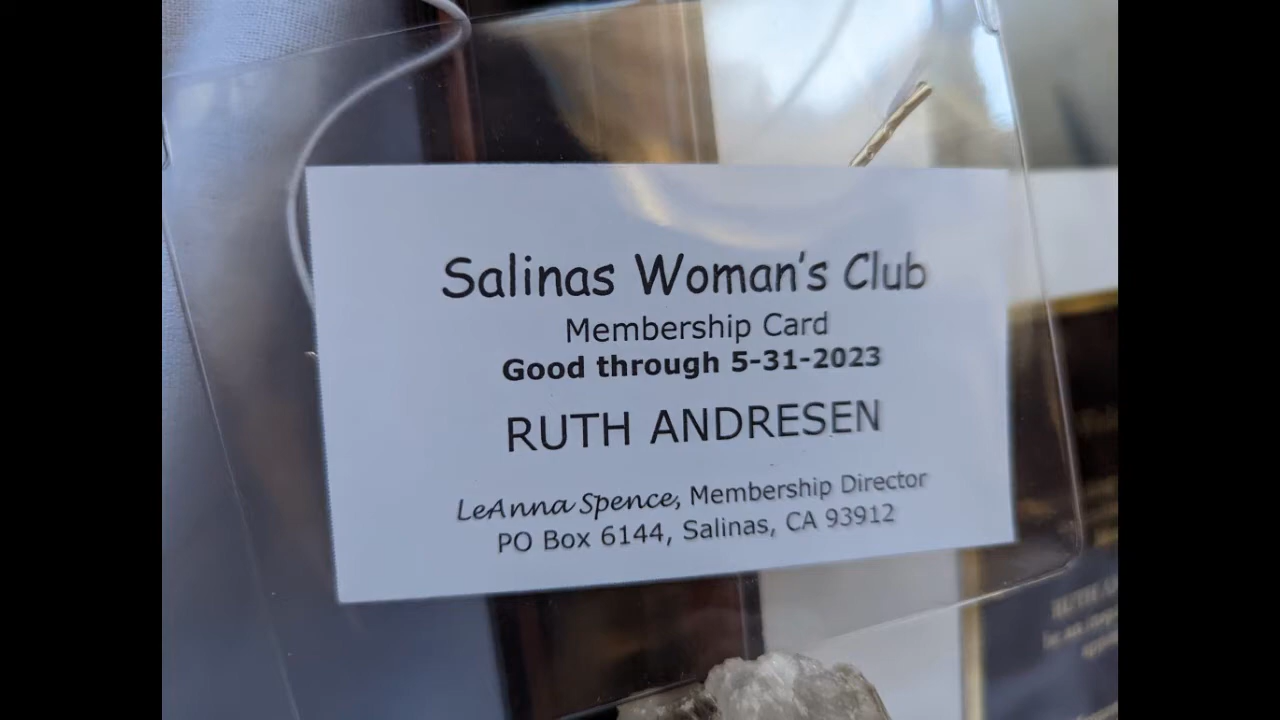 Salinas Woman's Club
Membership Card
Good through 5-31-2023
RUTH ANDRESEN
LeAnna Spence, Membership Director
PO Box 6144, Salinas, CA 93912
RUTH A